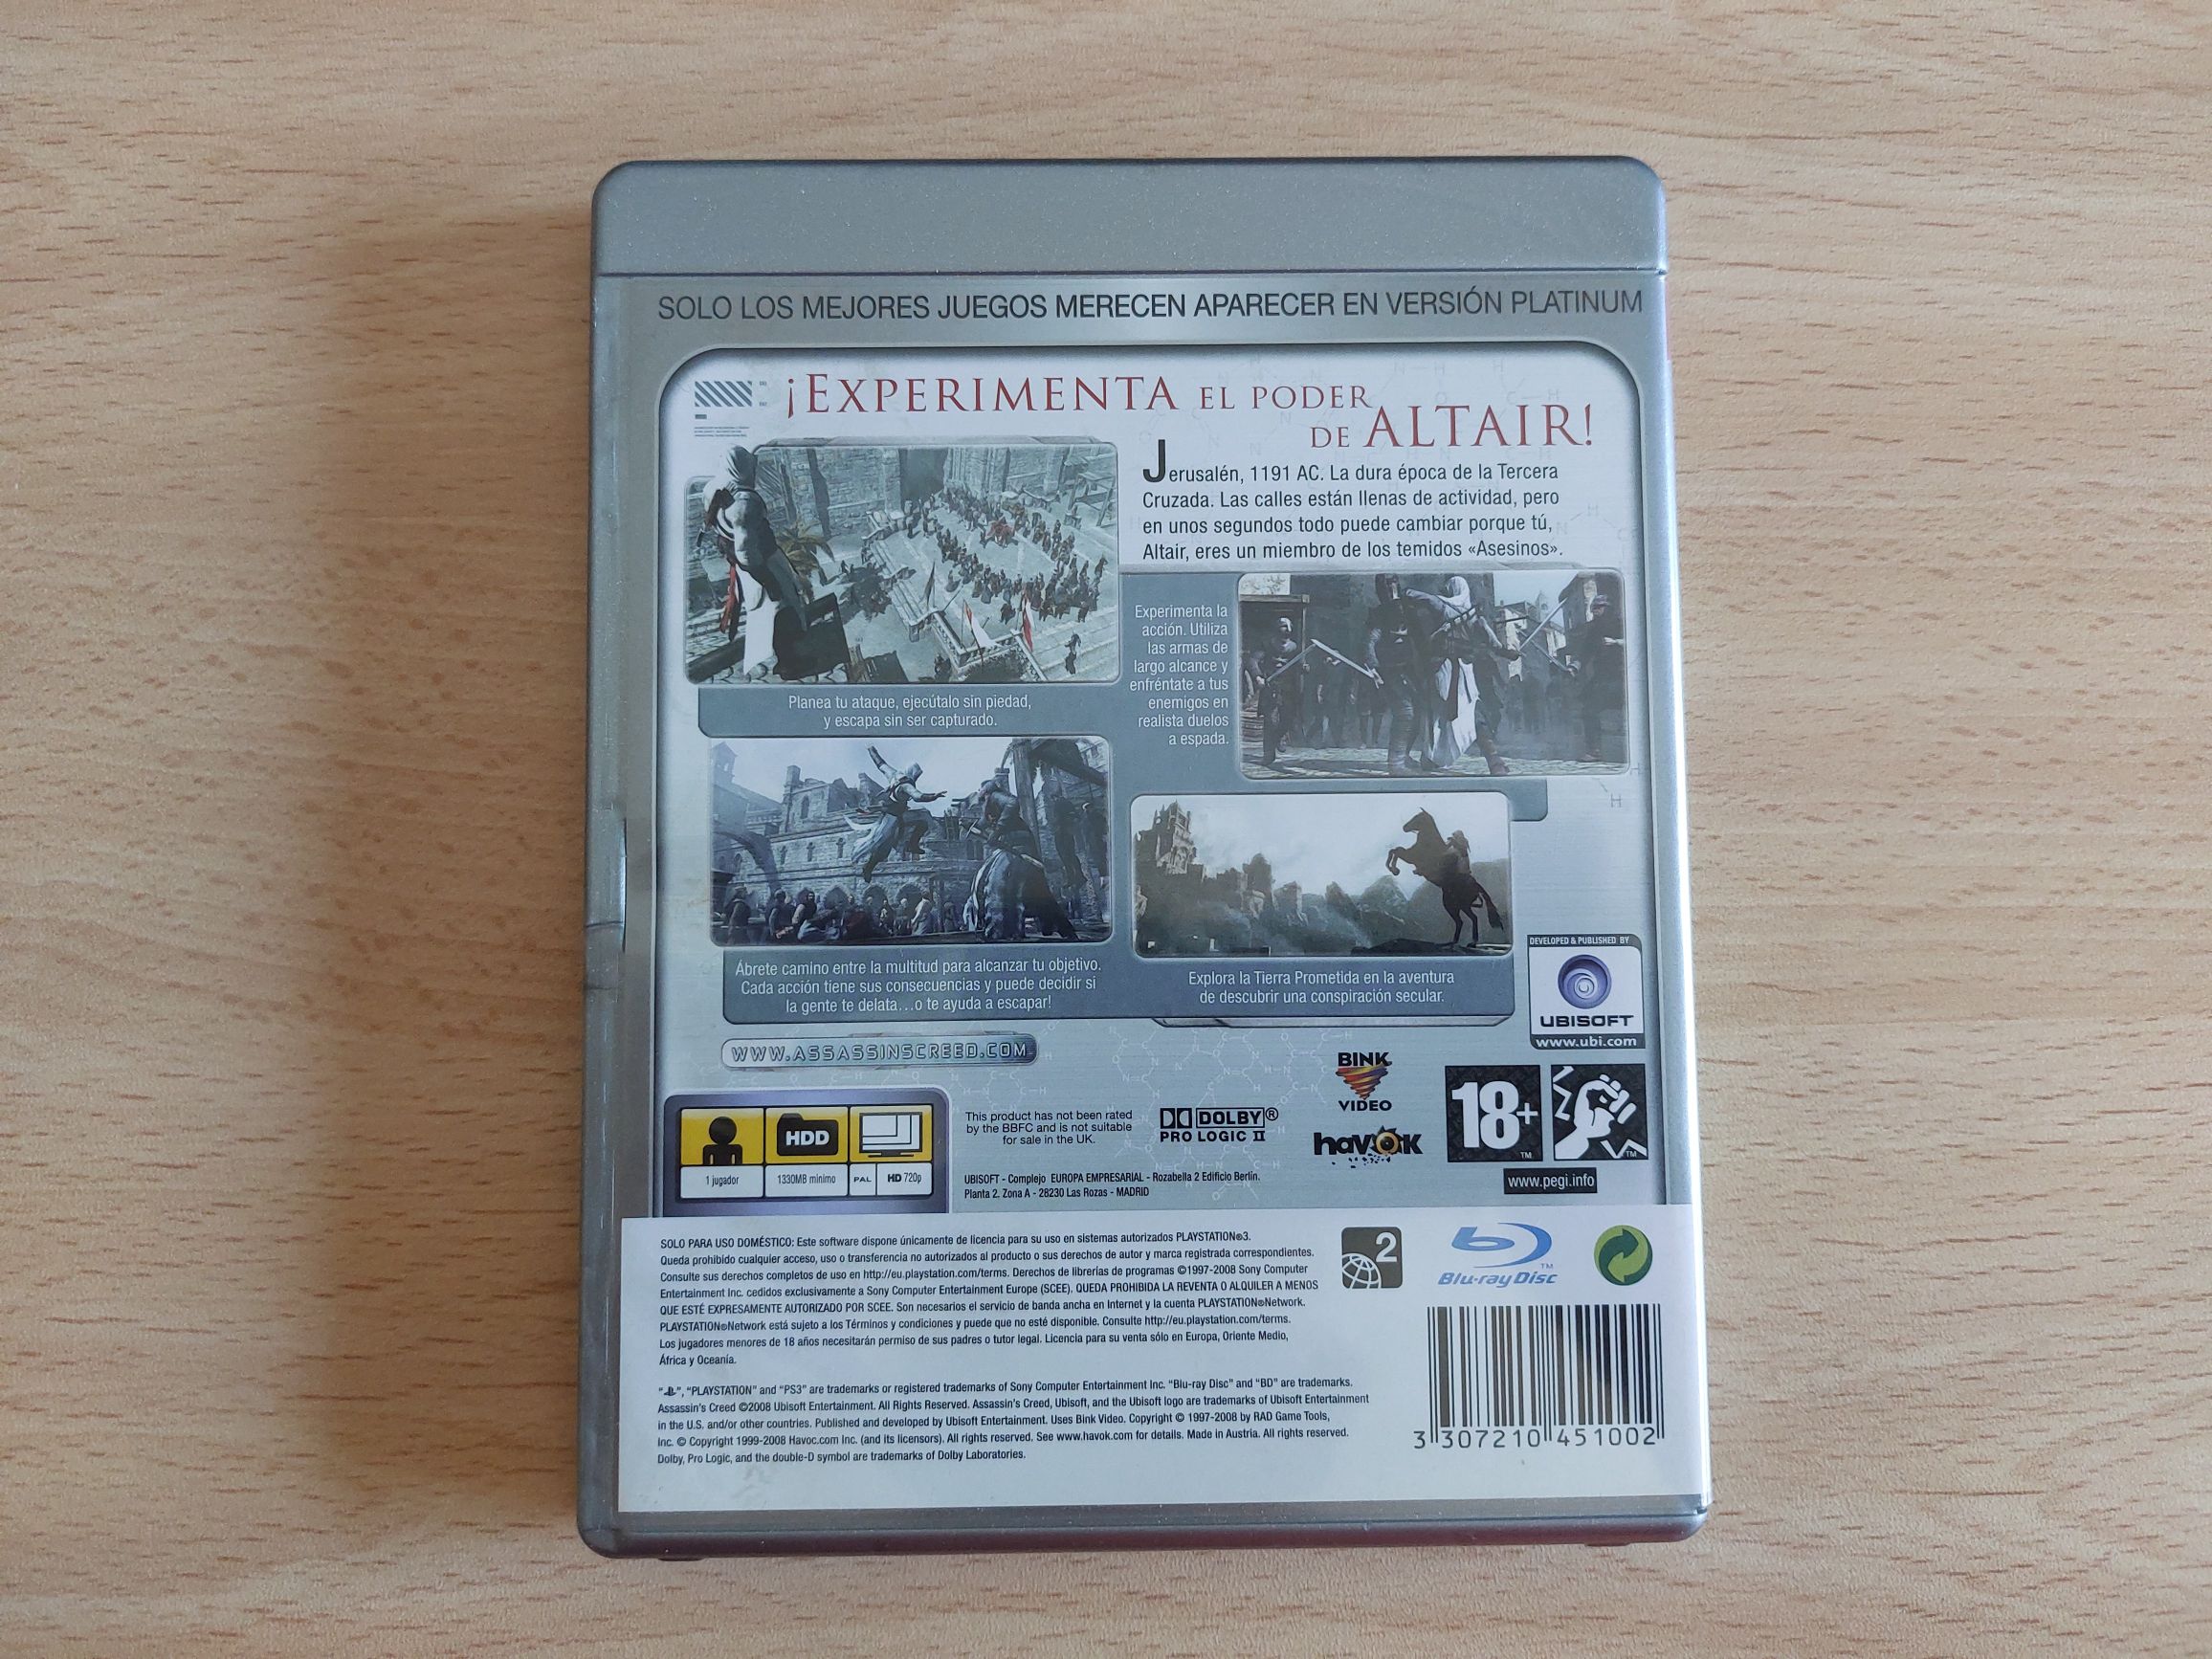 SOLO LOS MEJORES JUEGOS MERECEN APARECER EN VERSIÓN PLATINUM
¡EXPERIMENTA EL PODER
DE ALTAIR!
Jerusalén, 1191 AC. La dura época de la Tercera
Cruzada. Las calles están llenas de actividad, pero
en unos segundos todo puede cambiar porque tú,
Altair, eres un miembro de los temidos «Asesinos».
Planea tu ataque, ejecútalo sin piedad,
y escapa sin ser capturado.
Experimenta la
acción. Utiliza
las armas de
largo alcance y
enfréntate a tus
enemigos en
realista duelos
a espada.
Ábrete camino entre la multitud para alcanzar tu objetivo.
Cada acción tiene sus consecuencias y puede decidir si
la gente te delata...o te ayuda a escapar!
Explora la Tierra Prometida en la aventura
de descubrir una conspiración secular.
DEVELOPED & PUBLISHED BY
UBISOFT
www.ubi.com
WWW.ASSASSINSCREED.COM
HDD
1 jugador
1330MB mínimo
PAL
HD 720p
This product has not been rated
by the BBFC and is not suitable
for sale in the UK.
DOLBY®
PRO LOGIC II
BINK
VIDEO
havok
18+
TM
TM
www.pegi.info
UBISOFT - Complejo EUROPA EMPRESARIAL - Rozabella 2 Edificio Berlín.
Planta 2, Zona A - 28230 Las Rozas - MADRID
SOLO PARA USO DOMÉSTICO: Este software dispone únicamente de licencia para su uso en sistemas autorizados PLAYSTATION®3.
Queda prohibido cualquier acceso, uso o transferencia no autorizados al producto o sus derechos de autor y marca registrada correspondientes.
Consulte sus derechos completos de uso en http://eu.playstation.com/terms. Derechos de librerías de programas ©1997-2008 Sony Computer
Entertainment Inc. cedidos exclusivamente a Sony Computer Entertainment Europe (SCEE). QUEDA PROHIBIDA LA REVENTA O ALQUILER A MENOS
QUE ESTÉ EXPRESAMENTE AUTORIZADO POR SCEE. Son necesarios el servicio de banda ancha en Internet y la cuenta PLAYSTATION®Network.
PLAYSTATION®Network está sujeto a los Términos y condiciones y puede que no esté disponible. Consulte http://eu.playstation.com/terms.
Los jugadores menores de 18 años necesitarán permiso de sus padres o tutor legal. Licencia para su venta sólo en Europa, Oriente Medio,
África y Oceanía.
2
Blu-ray Disc
TM
"", "PLAYSTATION" and "PS3" are trademarks or registered trademarks of Sony Computer Entertainment Inc. "Blu-ray Disc" and "BD" are trademarks.
Assassin's Creed ©2008 Ubisoft Entertainment. All Rights Reserved. Assassin's Creed, Ubisoft, and the Ubisoft logo are trademarks of Ubisoft Entertainment
in the U.S. and/or other countries. Published and developed by Ubisoft Entertainment. Uses Bink Video. Copyright © 1997-2008 by RAD Game Tools,
Inc. © Copyright 1999-2008 Havoc.com Inc. (and its licensors). All rights reserved. See www.havok.com for details. Made in Austria. All rights reserved.
Dolby, Pro Logic, and the double-D symbol are trademarks of Dolby Laboratories.
3 307210 451002